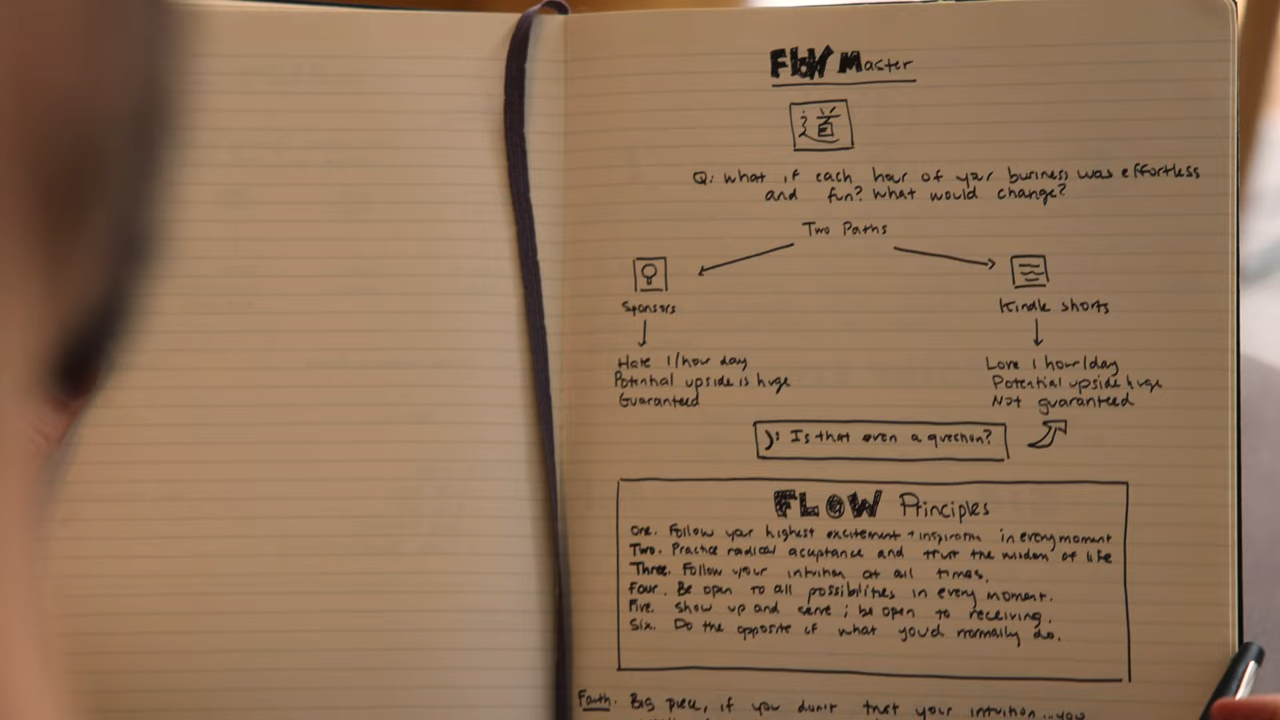 FLOW Master
道
Q: What if each hour of your business was effortless
and fun? What would change?
Two Paths
Sponsors
Kindle shorts
Hate 1/hour day
Potential upside is huge
Guaranteed
Love 1 hour/day
Potential upside huge
Not guaranteed
): Is that even a question?
FLOW Principles
One. Follow your highest excitement + inspiration in every moment
Two. Practice radical acceptance and trust the wisdom of life
Three. Follow your intuition at all times.
Four. Be open to all possibilities in every moment.
Five. Show up and serve; be open to receiving.
Six. Do the opposite of what you'd normally do.
Faith. Big piece, if you don't trust your intuition...you